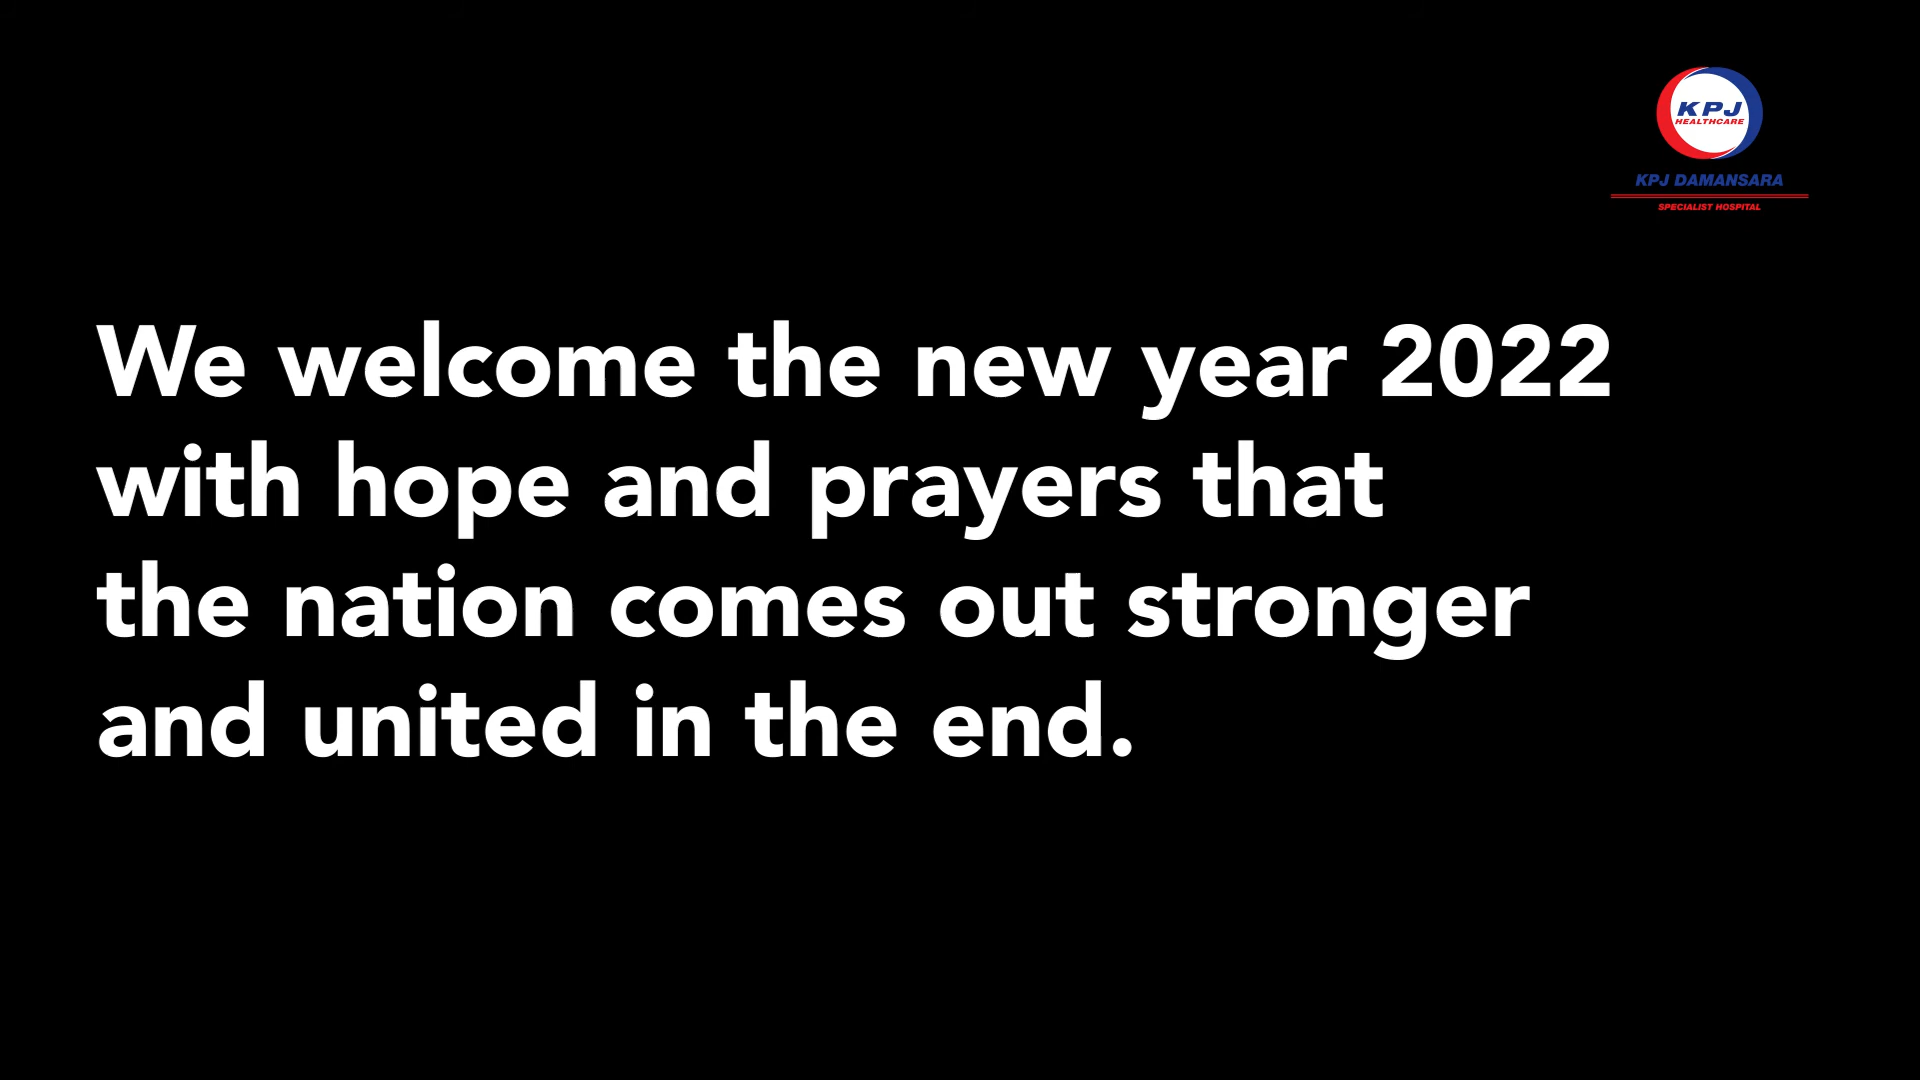 KPJ
HEALTHCARE
KPJ DAMANSARA
SPECIALIST HOSPITAL
We welcome the new year 2022
with hope and prayers that
the nation comes out stronger
and united in the end.